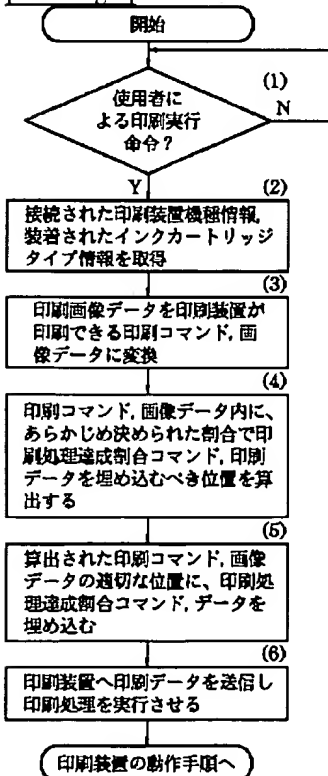 開始
(1)
使用者に
よる印刷実行
命令?
N
Y
(2)
接続された印刷装置機種情報,
装着されたインクカートリッジ
タイプ情報を取得
(3)
印刷画像データを印刷装置が
印刷できる印刷コマンド, 画
像データに変換
(4)
印刷コマンド, 画像データ内に、
あらかじめ決められた割合で印
刷処理達成割合コマンド, 印刷
データを埋め込むべき位置を算
出する
(5)
算出された印刷コマンド, 画像
データの適切な位置に、印刷処
理達成割合コマンド, データを
埋め込む
(6)
印刷装置へ印刷データを送信し
印刷処理を実行させる
印刷装置の動作手順へ